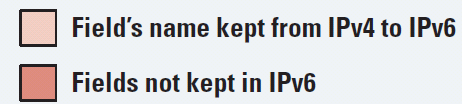 Field's name kept from IPv4 to IPv6
Fields not kept in IPv6